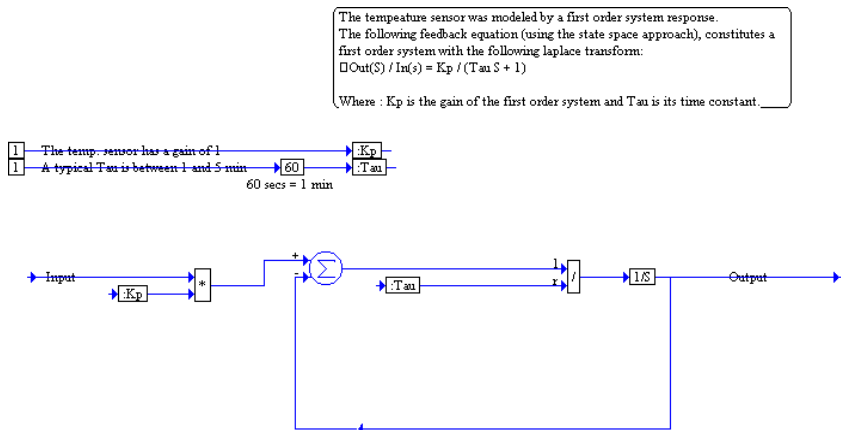 The tempeature sensor was modeled by a first order system response.
The following feedback equation (using the state space approach), constitutes a
first order system with the following laplace transform:
▯Out(S) / In(s) = Kp / (Tau S + 1)
Where : Kp is the gain of the first order system and Tau is its time constant.____
1 The temp. sensor has a gain of 1 :Kp
1 A typical Tau is between 1 and 5 min 60 :Tau
60 secs = 1 min
+
Σ
-
Input
:Kp
*
:Tau
l
r
/
1/S
Output